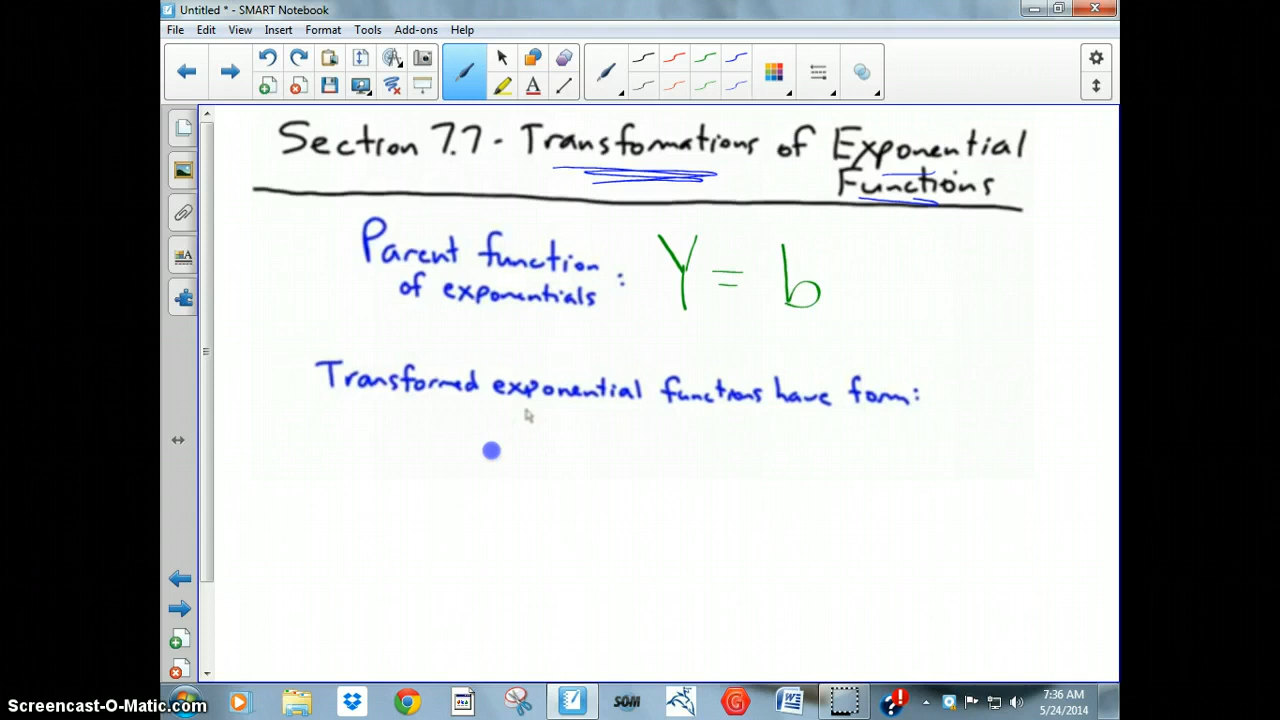 Untitled * - SMART Notebook
File Edit View Insert Format Tools Add-ons Help
Section 7.7 - Transformations of Exponential
Functions
Parent function
of exponentials :
Y = b
Transformed exponential functions have form:
SOM
7:36 AM
5/24/2014
Screencast-O-Matic.com